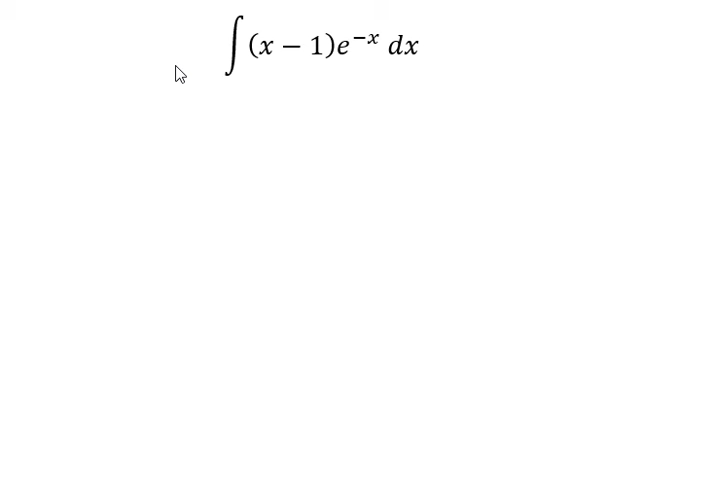 ∫(x − 1)e⁻ˣ dx